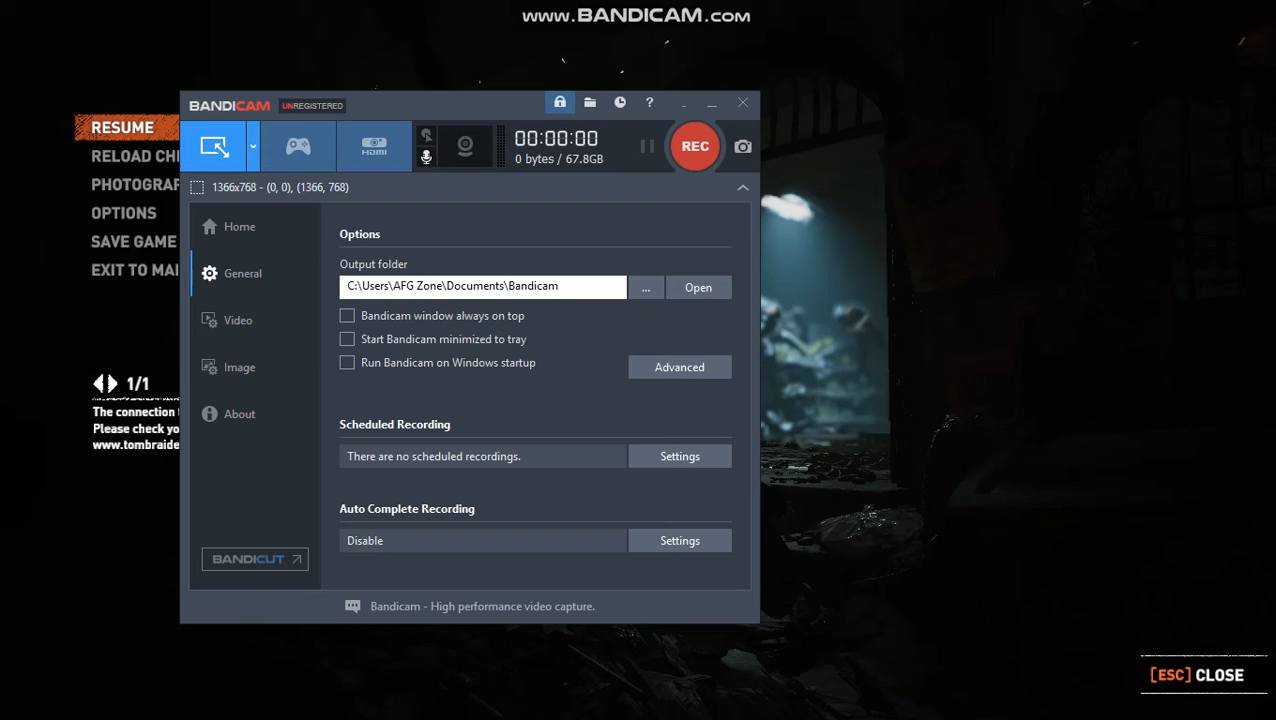 www.BANDICAM.com
BANDICAM UNREGISTERED
?
HDMI
00:00:00
0 bytes / 67.8GB
REC
1366x768 - (0, 0), (1366, 768)
RESUME
RELOAD CH
PHOTOGRAP
OPTIONS
SAVE GAME
EXIT TO MAI
1/1
The connection
Please check yo
www.tombraide
Home
General
Video
Image
About
BANDICUT
Options
Output folder
C:\Users\AFG Zone\Documents\Bandicam
... Open
Bandicam window always on top
Start Bandicam minimized to tray
Run Bandicam on Windows startup
Advanced
Scheduled Recording
There are no scheduled recordings. Settings
Auto Complete Recording
Disable Settings
Bandicam - High performance video capture.
[ESC] CLOSE